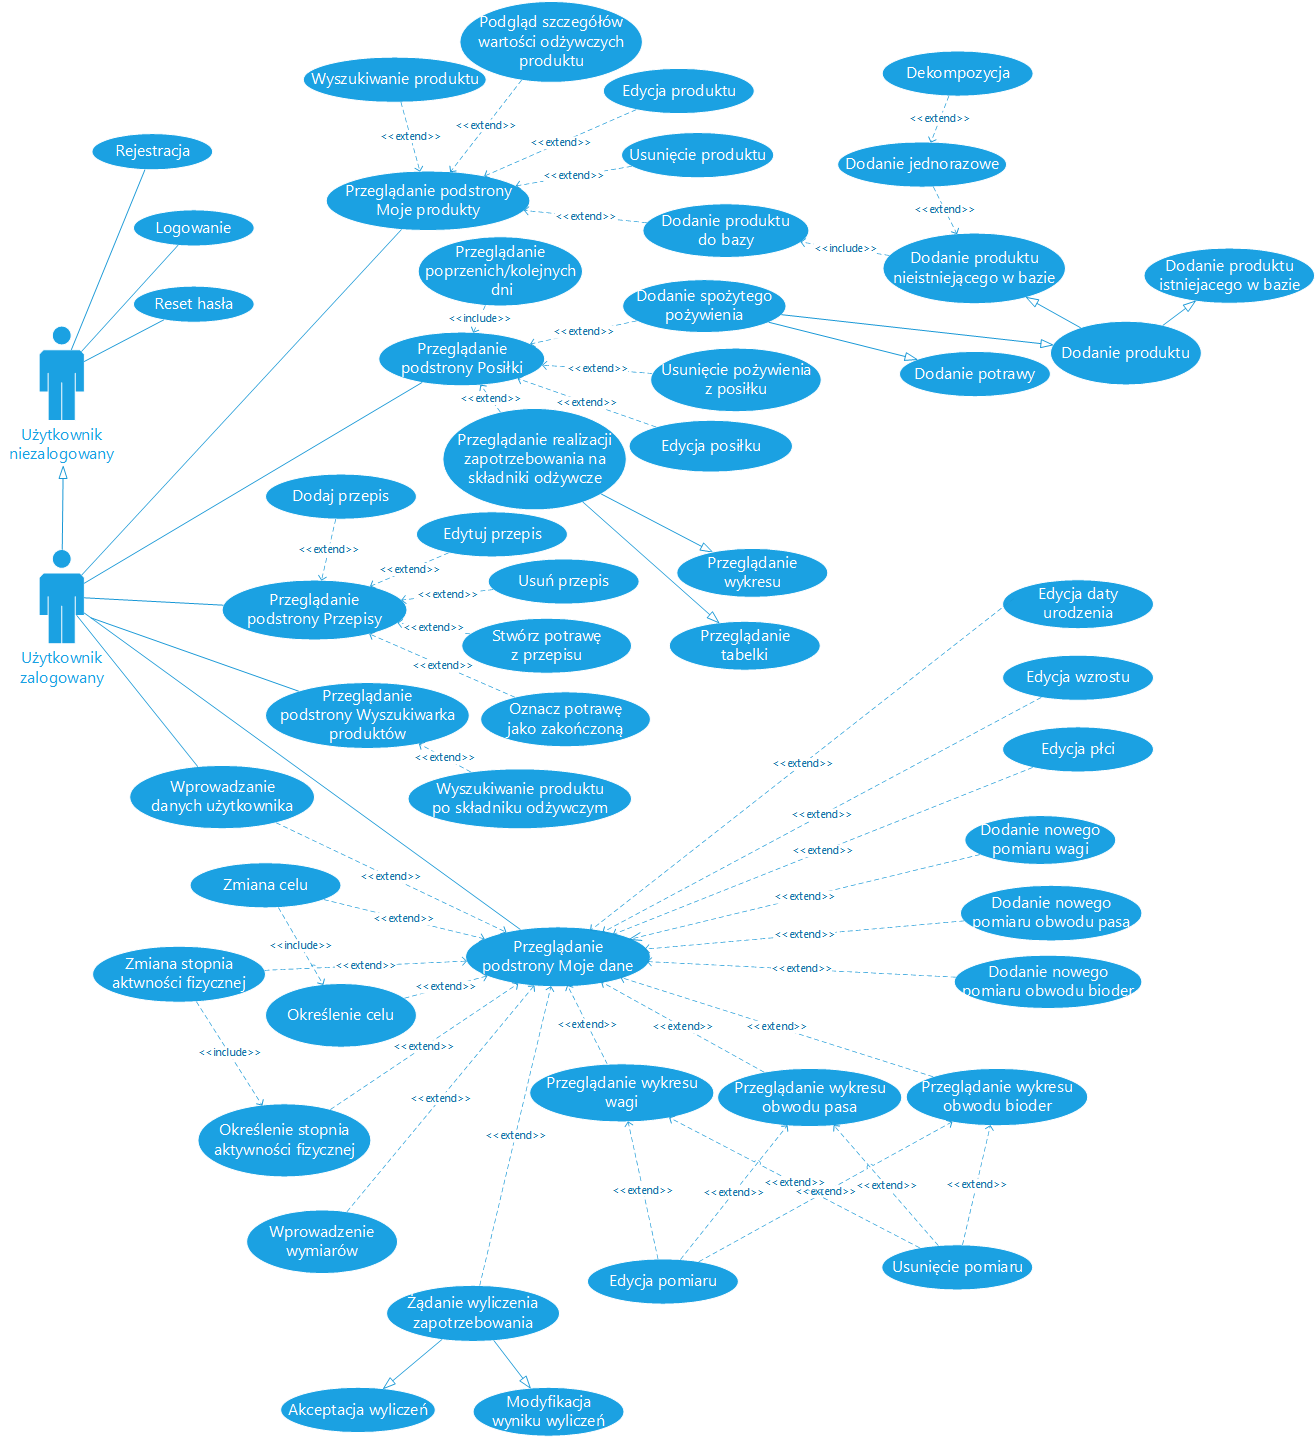 Podgląd szczegółów
wartości odżywczych
produktu
Wyszukiwanie produktu
Edycja produktu
Dekompozycja
<<extend>>
<<extend>>
<<extend>>
<<extend>>
Rejestracja
Usunięcie produktu
Dodanie jednorazowe
<<extend>>
Przeglądanie podstrony
Moje produkty
<<extend>>
<<extend>>
Logowanie
Dodanie produktu
do bazy
<<include>>
Przeglądanie
poprzenich/kolejnych
dni
Dodanie produktu
nieistniejącego w bazie
Dodanie produktu
istniejacego w bazie
Reset hasła
Dodanie spożytego
pożywienia
<<include>>
<<extend>>
Przeglądanie
podstrony Posiłki
Dodanie produktu
<<extend>>
Usunięcie pożywienia
z posiłku
Dodanie potrawy
<<extend>>
<<extend>>
Użytkownik
niezalogowany
Przeglądanie realizacji
zapotrzebowania na
składniki odżywcze
Edycja posiłku
Dodaj przepis
Edytuj przepis
<<extend>>
<<extend>>
Przeglądanie
wykresu
Usuń przepis
<<extend>>
Przeglądanie
podstrony Przepisy
Edycja daty
urodzenia
<<extend>>
Stwórz potrawę
z przepisu
Przeglądanie
tabelki
Użytkownik
zalogowany
<<extend>>
Edycja wzrostu
Przeglądanie
podstrony Wyszukiwarka
produktów
Oznacz potrawę
jako zakończoną
Edycja płci
<<extend>>
<<extend>>
Wprowadzanie
danych użytkownika
Wyszukiwanie produktu
po składniku odżywczym
<<extend>>
Dodanie nowego
pomiaru wagi
<<extend>>
<<extend>>
Zmiana celu
<<extend>>
<<extend>>
Dodanie nowego
pomiaru obwodu pasa
<<extend>>
<<include>>
Przeglądanie
podstrony Moje dane
Zmiana stopnia
aktwności fizycznej
<<extend>>
<<extend>>
Dodanie nowego
pomiaru obwodu bioder
<<extend>>
Określenie celu
<<extend>>
<<extend>>
<<extend>>
<<extend>>
<<include>>
Przeglądanie wykresu
wagi
Przeglądanie wykresu
obwodu pasa
Przeglądanie wykresu
obwodu bioder
<<extend>>
Określenie stopnia
aktywności fizycznej
<<extend>>
<<extend>>
<<extend>>
<<extend>>
<<extend>>
<<extend>>
<<extend>>
Wprowadzenie
wymiarów
Edycja pomiaru
Usunięcie pomiaru
Żądanie wyliczenia
zapotrzebowania
Akceptacja wyliczeń
Modyfikacja
wyniku wyliczeń